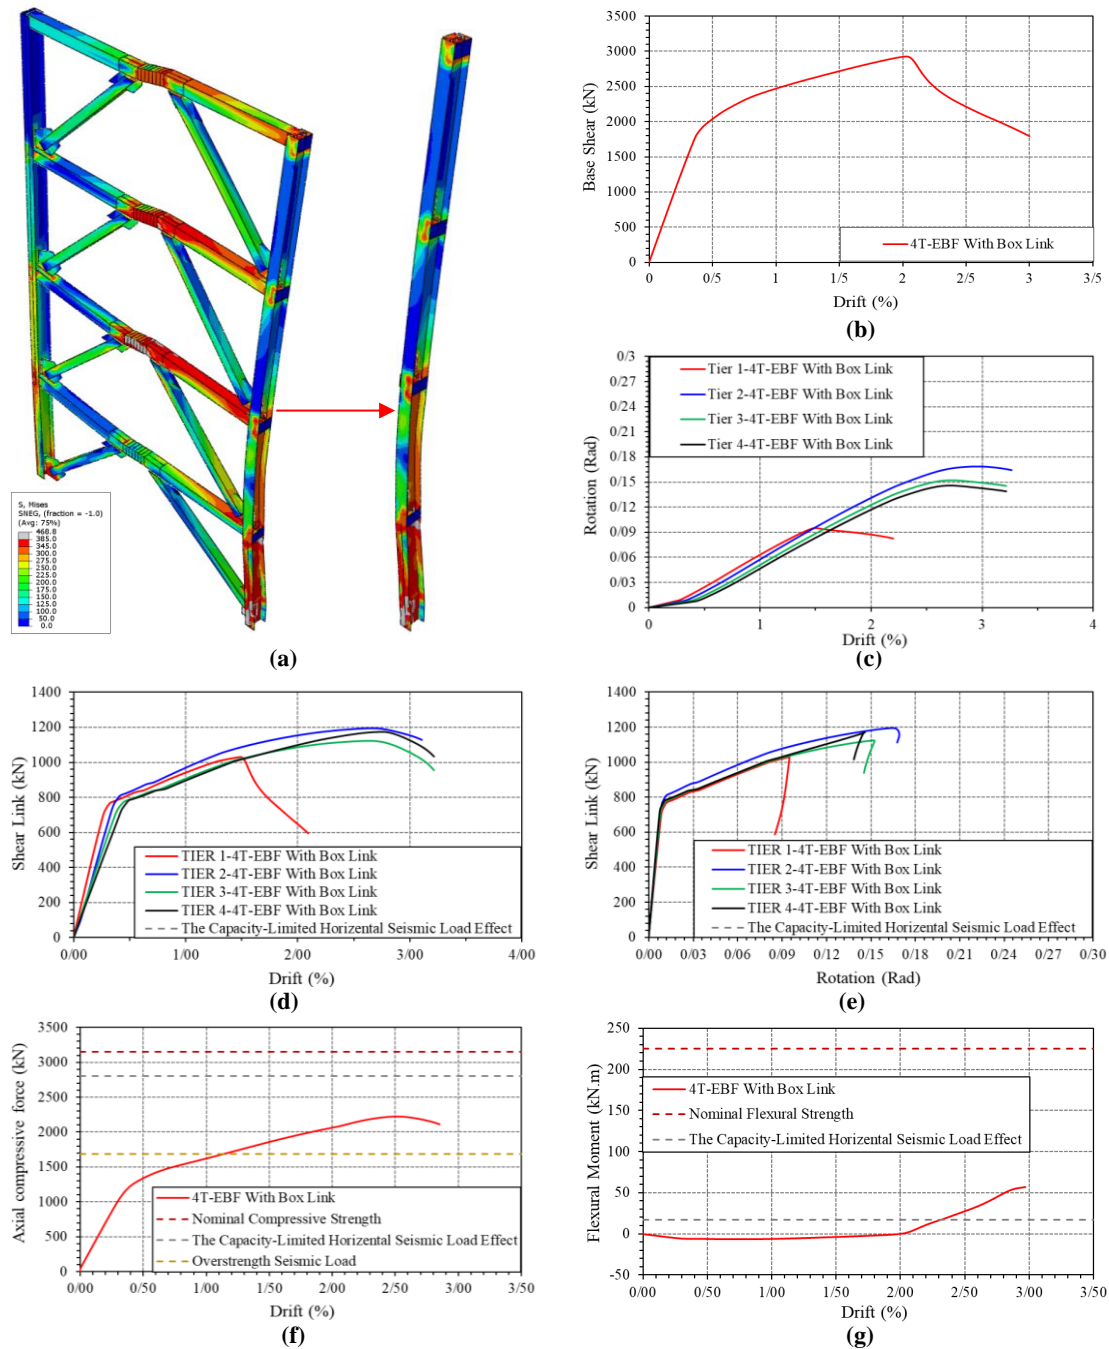 S, Mises
SNEG, (fraction = -1.0)
(Avg: 75%)
468.8
385.0
345.0
300.0
275.0
250.0
225.0
200.0
175.0
150.0
125.0
100.0
50.0
0.0
(a)
Base Shear (kN)
3500
3000
2500
2000
1500
1000
500
0
4T-EBF With Box Link
0 0/5 1 1/5 2 2/5 3 3/5
Drift (%)
(b)
Rotation (Rad)
0/3
0/27
0/24
0/21
0/18
0/15
0/12
0/09
0/06
0/03
0
Tier 1-4T-EBF With Box Link
Tier 2-4T-EBF With Box Link
Tier 3-4T-EBF With Box Link
Tier 4-4T-EBF With Box Link
0 1 2 3 4
Drift (%)
(c)
Shear Link (kN)
1400
1200
1000
800
600
400
200
0
TIER 1-4T-EBF With Box Link
TIER 2-4T-EBF With Box Link
TIER 3-4T-EBF With Box Link
TIER 4-4T-EBF With Box Link
The Capacity-Limited Horizental Seismic Load Effect
0/00 1/00 2/00 3/00 4/00
Drift (%)
(d)
Shear Link (kN)
1400
1200
1000
800
600
400
200
0
TIER 1-4T-EBF With Box Link
TIER 2-4T-EBF With Box Link
TIER 3-4T-EBF With Box Link
TIER 4-4T-EBF With Box Link
The Capacity-Limited Horizental Seismic Load Effect
0/00 0/03 0/06 0/09 0/12 0/15 0/18 0/21 0/24 0/27 0/30
Rotation (Rad)
(e)
Axial compressive force (kN)
3500
3000
2500
2000
1500
1000
500
0
4T-EBF With Box Link
Nominal Compressive Strength
The Capacity-Limited Horizental Seismic Load Effect
Overstrength Seismic Load
0/00 0/50 1/00 1/50 2/00 2/50 3/00 3/50
Drift (%)
(f)
Flexural Moment (kN.m)
250
200
150
100
50
0
-50
4T-EBF With Box Link
Nominal Flexural Strength
The Capacity-Limited Horizental Seismic Load Effect
0/00 0/50 1/00 1/50 2/00 2/50 3/00 3/50
Drift (%)
(g)